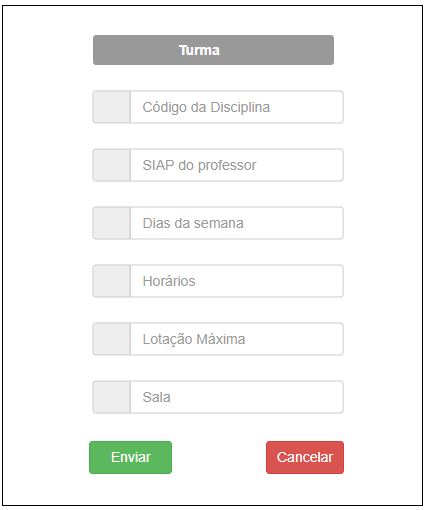 Turma
Código da Disciplina
SIAP do professor
Dias da semana
Horários
Lotação Máxima
Sala
Enviar
Cancelar